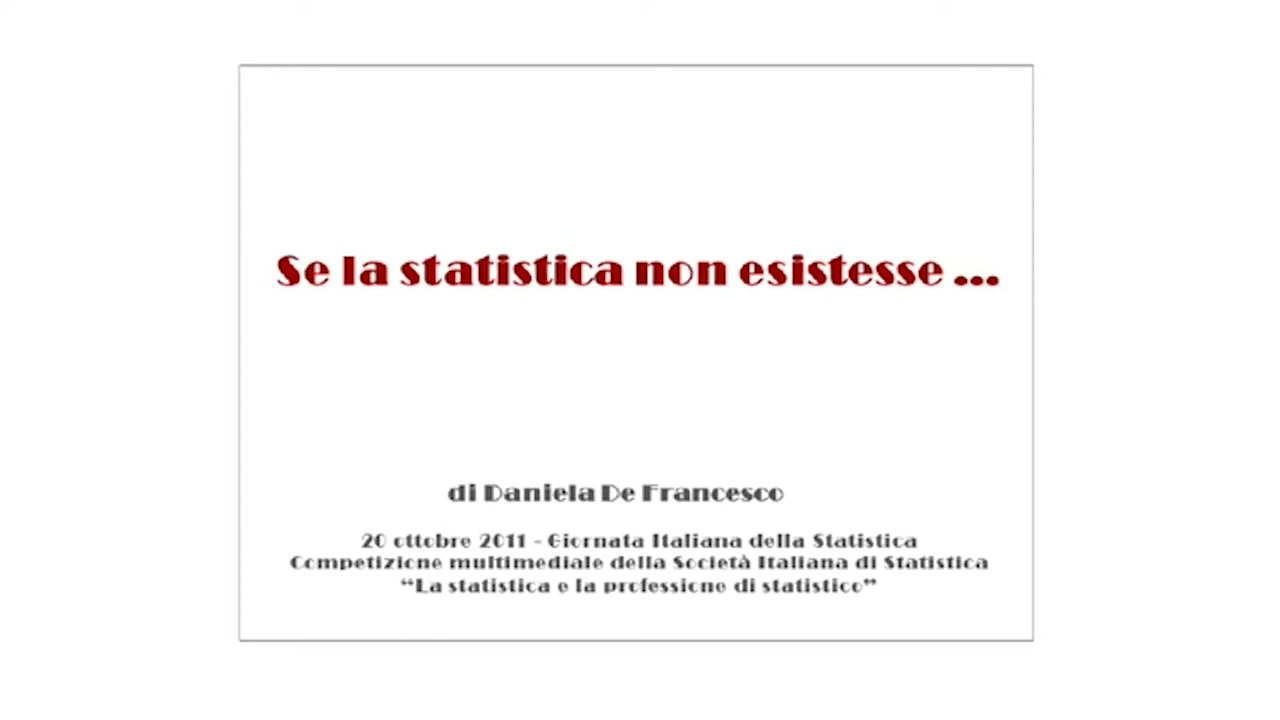 Se la statistica non esistesse ...
di Daniela De Francesco
20 ottobre 2011 - Giornata Italiana della Statistica
Competizione multimediale della Società Italiana di Statistica
“La statistica e la professione di statistico”